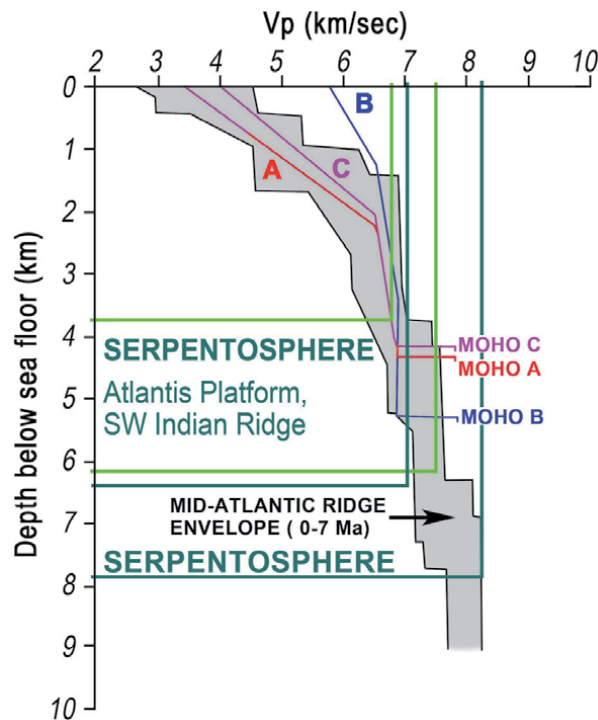 Vp (km/sec)
2 3 4 5 6 7 8 9 10
Depth below sea floor (km)
0
1
2
3
4
5
6
7
8
9
10
B
A
C
MOHO C
MOHO A
MOHO B
SERPENTOSPHERE
Atlantis Platform,
SW Indian Ridge
MID-ATLANTIC RIDGE
ENVELOPE ( 0-7 Ma)
SERPENTOSPHERE